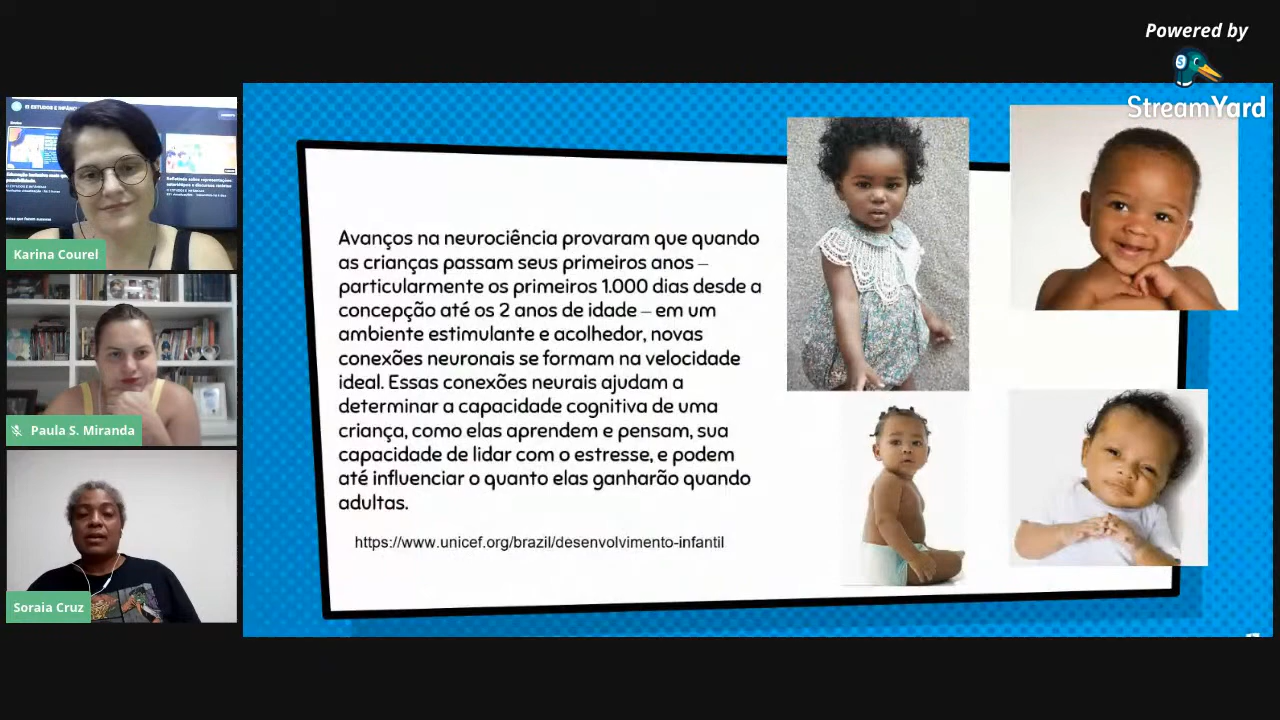 Powered by
StreamYard
EI ESTUDOS E INFÂNCI
Karina Courel
Paula S. Miranda
Soraia Cruz
Avanços na neurociência provaram que quando
as crianças passam seus primeiros anos –
particularmente os primeiros 1.000 dias desde a
concepção até os 2 anos de idade – em um
ambiente estimulante e acolhedor, novas
conexões neuronais se formam na velocidade
ideal. Essas conexões neurais ajudam a
determinar a capacidade cognitiva de uma
criança, como elas aprendem e pensam, sua
capacidade de lidar com o estresse, e podem
até influenciar o quanto elas ganharão quando
adultas.
https://www.unicef.org/brazil/desenvolvimento-infantil